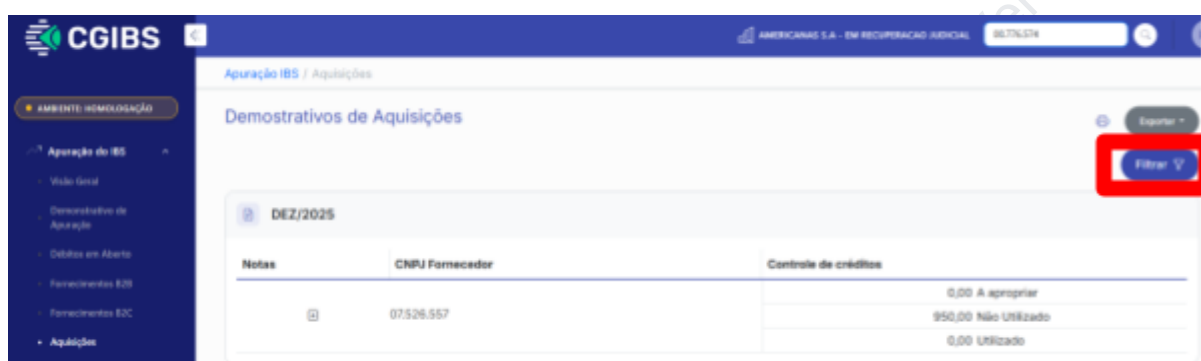 CGIBS
AMERICANAS S.A - EM RECUPERACAO JUDICIAL
00.776.574
Apuração IBS / Aquisições
AMBIENTE: HOMOLOGAÇÃO
Demostrativos de Aquisições
Exportar
Filtrar
Apuração do IBS
Visão Geral
Demonstrativo de
Apuração
Débitos em Aberto
Fornecimentos B2B
Fornecimentos B2C
Aquisições
DEZ/2025
Notas CNPJ Fornecedor Controle de créditos
07.526.557
0,00 A apropriar
950,00 Não Utilizado
0,00 Utilizado